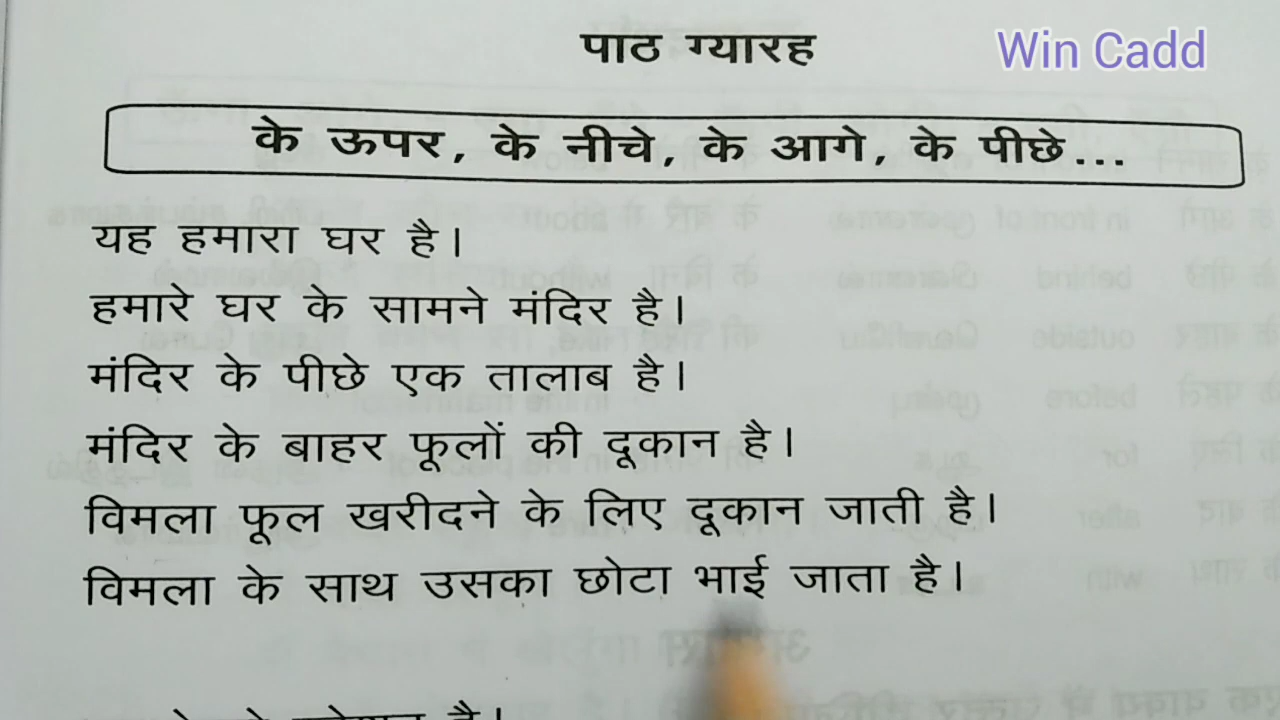 पाठ ग्यारह
Win Cadd
के ऊपर, के नीचे, के आगे, के पीछे...
यह हमारा घर है।
हमारे घर के सामने मंदिर है।
मंदिर के पीछे एक तालाब है।
मंदिर के बाहर फूलों की दूकान है।
विमला फूल खरीदने के लिए दूकान जाती है।
विमला के साथ उसका छोटा भाई जाता है।